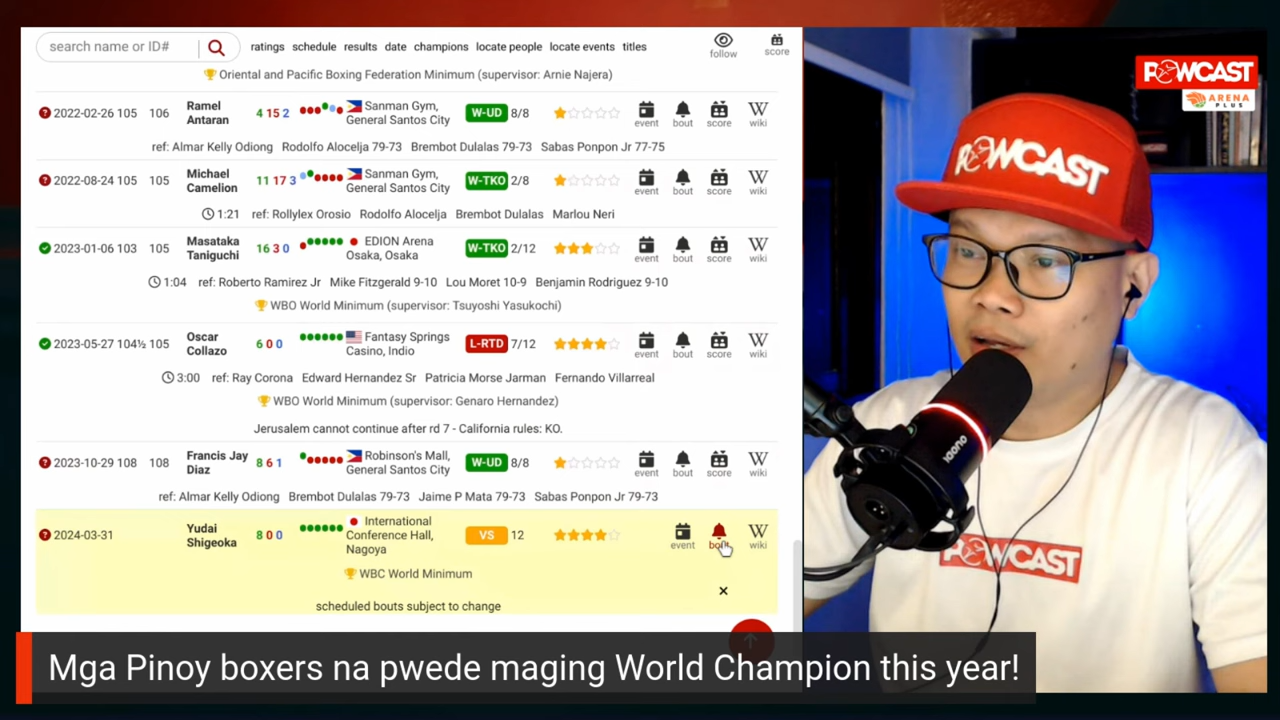 search name or ID#
ratings schedule results date champions locate people locate events titles
follow
score
Oriental and Pacific Boxing Federation Minimum (supervisor: Arnie Najera)
2022-02-26 105 106 Ramel Antaran 4 15 2 Sanman Gym, General Santos City W-UD 8/8 event bout score wiki
ref: Almar Kelly Odiong Rodolfo Alocelja 79-73 Brembot Dulalas 79-73 Sabas Ponpon Jr 77-75
2022-08-24 105 105 Michael Camelion 11 17 3 Sanman Gym, General Santos City W-TKO 2/8 event bout score wiki
1:21 ref: Rollylex Orosio Rodolfo Alocelja Brembot Dulalas Marlou Neri
2023-01-06 103 105 Masataka Taniguchi 16 3 0 EDION Arena Osaka, Osaka W-TKO 2/12 event bout score wiki
1:04 ref: Roberto Ramirez Jr Mike Fitzgerald 9-10 Lou Moret 10-9 Benjamin Rodriguez 9-10
WBO World Minimum (supervisor: Tsuyoshi Yasukochi)
2023-05-27 104½ 105 Oscar Collazo 6 0 0 Fantasy Springs Casino, Indio L-RTD 7/12 event bout score wiki
3:00 ref: Ray Corona Edward Hernandez Sr Patricia Morse Jarman Fernando Villarreal
WBO World Minimum (supervisor: Genaro Hernandez)
Jerusalem cannot continue after rd 7 - California rules: KO.
2023-10-29 108 108 Francis Jay Diaz 8 6 1 Robinson's Mall, General Santos City W-UD 8/8 event bout score wiki
ref: Almar Kelly Odiong Brembot Dulalas 79-73 Jaime P Mata 79-73 Sabas Ponpon Jr 79-73
2024-03-31 Yudai Shigeoka 8 0 0 International Conference Hall, Nagoya VS 12 event bout wiki
WBC World Minimum
scheduled bouts subject to change
POWCAST
ARENA
PLUS
POWCAST
POWCAST
Mga Pinoy boxers na pwede maging World Champion this year!